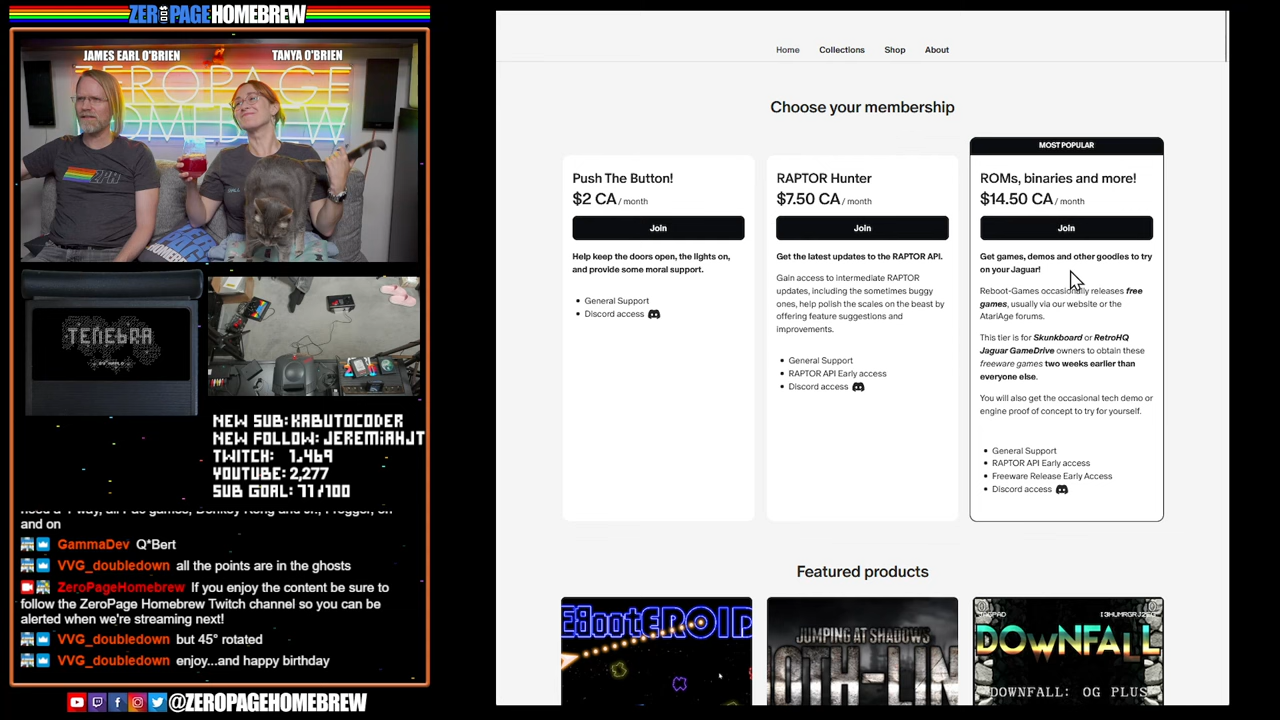 ZEROPAGE HOMEBREW
JAMES EARL O'BRIEN
TANYA O'BRIEN
ZEROPAGE
HOMEBREW
ZPH
TENEBRA
NEW SUB: KABUTOCODER
NEW FOLLOW: JEREMIAHJT
TWITCH: 1,469
YOUTUBE: 2,277
SUB GOAL: 71/100
and on
GammaDev Q*Bert
VVG_doubledown all the points are in the ghosts
ZeroPageHomebrew If you enjoy the content be sure to
follow the ZeroPage Homebrew Twitch channel so you can be
alerted when we're streaming next!
VVG_doubledown but 45° rotated
VVG_doubledown enjoy...and happy birthday
@ZEROPAGEHOMEBREW
Home Collections Shop About
Choose your membership
Push The Button!
$2 CA / month
Join
Help keep the doors open, the lights on,
and provide some moral support.
• General Support
• Discord access
RAPTOR Hunter
$7.50 CA / month
Join
Get the latest updates to the RAPTOR API.
Gain access to intermediate RAPTOR
updates, including the sometimes buggy
ones, help polish the scales on the beast by
offering feature suggestions and
improvements.
• General Support
• RAPTOR API Early access
• Discord access
MOST POPULAR
ROMs, binaries and more!
$14.50 CA / month
Join
Get games, demos and other goodies to try
on your Jaguar!
Reboot-Games occasionally releases free
games, usually via our website or the
AtariAge forums.
This tier is for Skunkboard or RetroHQ
Jaguar GameDrive owners to obtain these
freeware games two weeks earlier than
everyone else.
You will also get the occasional tech demo or
engine proof of concept to try for yourself.
• General Support
• RAPTOR API Early access
• Freeware Release Early Access
• Discord access
Featured products
JUMPING AT SHADOWS
DOWNFALL
DOWNFALL: OG PLUS